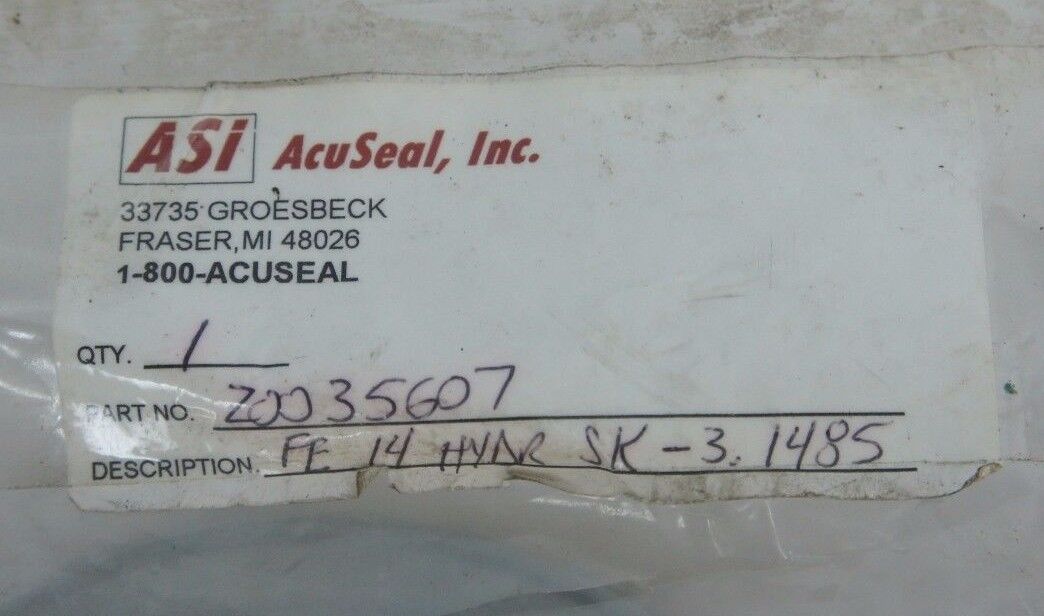 ASi AcuSeal, Inc.
33735 GROESBECK
FRASER, MI 48026
1-800-ACUSEAL
QTY. 1
PART NO. 20035607
DESCRIPTION. FE 14 HYDR SK-3.1485